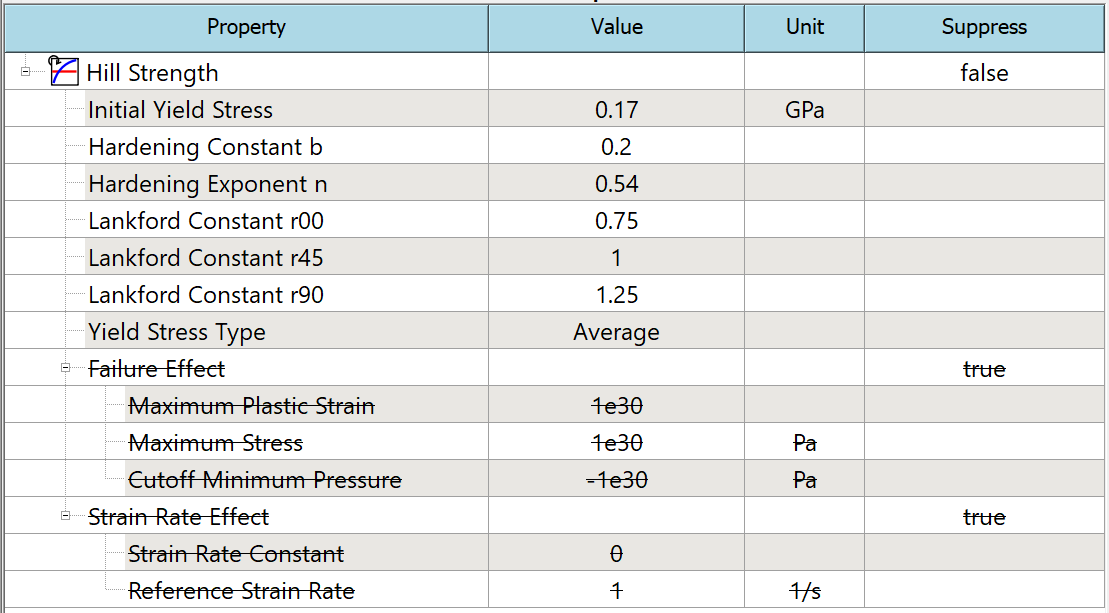 Property Value Unit Suppress
Hill Strength false
Initial Yield Stress 0.17 GPa
Hardening Constant b 0.2
Hardening Exponent n 0.54
Lankford Constant r00 0.75
Lankford Constant r45 1
Lankford Constant r90 1.25
Yield Stress Type Average
Failure Effect true
Maximum Plastic Strain 1e30
Maximum Stress 1e30 Pa
Cutoff Minimum Pressure -1e30 Pa
Strain Rate Effect true
Strain Rate Constant 0
Reference Strain Rate 1 1/s